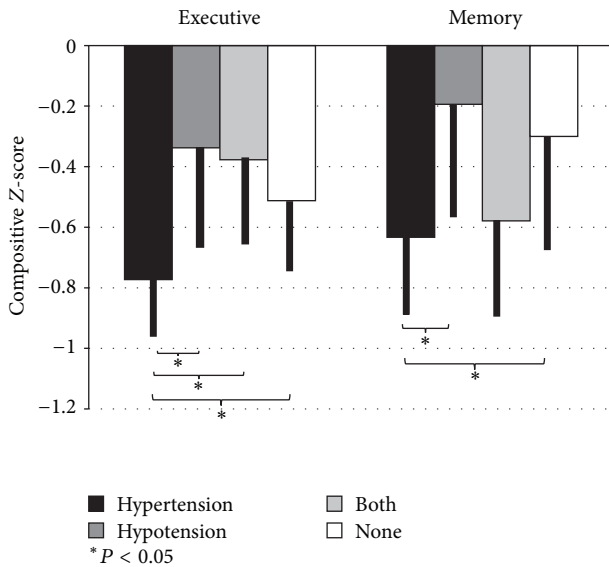 Executive Memory
0
−0.2
−0.4
−0.6
−0.8
−1
−1.2
Compositive Z-score
*
*
*
*
*
Hypertension Both
Hypotension None
*P < 0.05